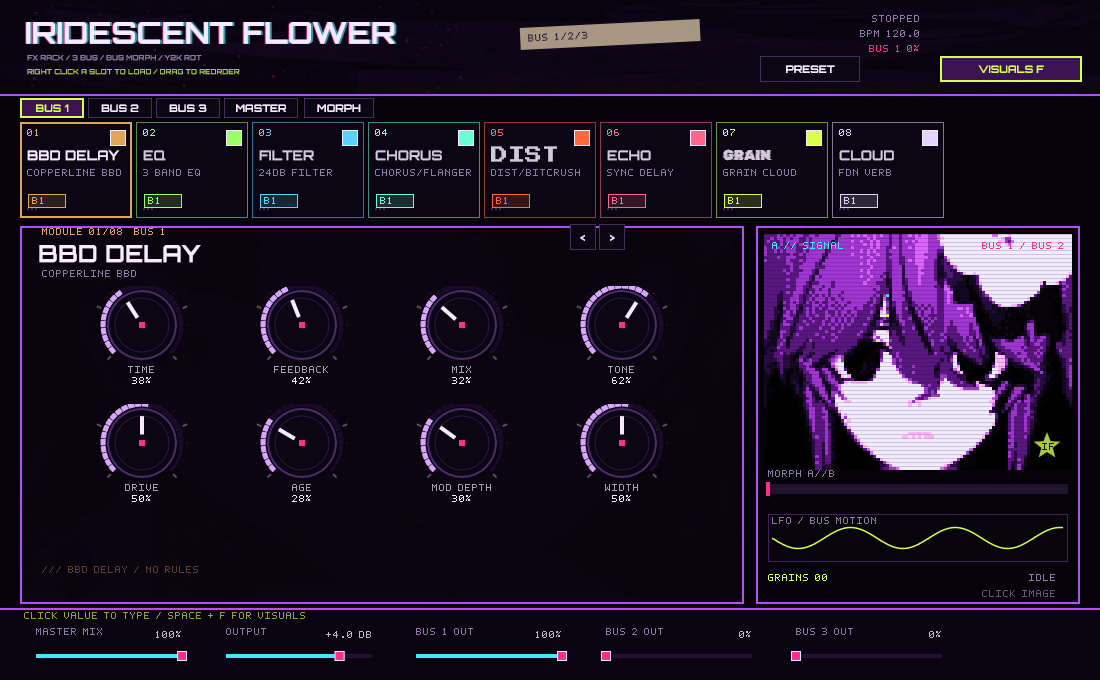 IRIDESCENT FLOWER
FX RACK / 3 BUS / BUS MORPH / Y2K ROT
RIGHT CLICK A SLOT TO LOAD / DRAG TO REORDER
BUS 1/2/3
STOPPED
BPM 120.0
BUS 1 0%
PRESET
VISUALS F
BUS 1
BUS 2
BUS 3
MASTER
MORPH
01
BBD DELAY
COPPERLINE BBD
B1
02
EQ
3 BAND EQ
B1
03
FILTER
24DB FILTER
B1
04
CHORUS
CHORUS/FLANGER
B1
05
DIST
DIST/BITCRUSH
B1
06
ECHO
SYNC DELAY
B1
07
GRAIN
GRAIN CLOUD
B1
08
CLOUD
FDN VERB
B1
MODULE 01/08 BUS 1
BBD DELAY
COPPERLINE BBD
< >
TIME
38%
FEEDBACK
42%
MIX
32%
TONE
62%
DRIVE
50%
AGE
28%
MOD DEPTH
30%
WIDTH
50%
/// BBD DELAY / NO RULES
A // SIGNAL
BUS 1 / BUS 2
IF
MORPH A//B
LFO / BUS MOTION
GRAINS 00
IDLE
CLICK IMAGE
CLICK VALUE TO TYPE / SPACE + F FOR VISUALS
MASTER MIX 100%
OUTPUT +4.0 DB
BUS 1 OUT 100%
BUS 2 OUT 0%
BUS 3 OUT 0%